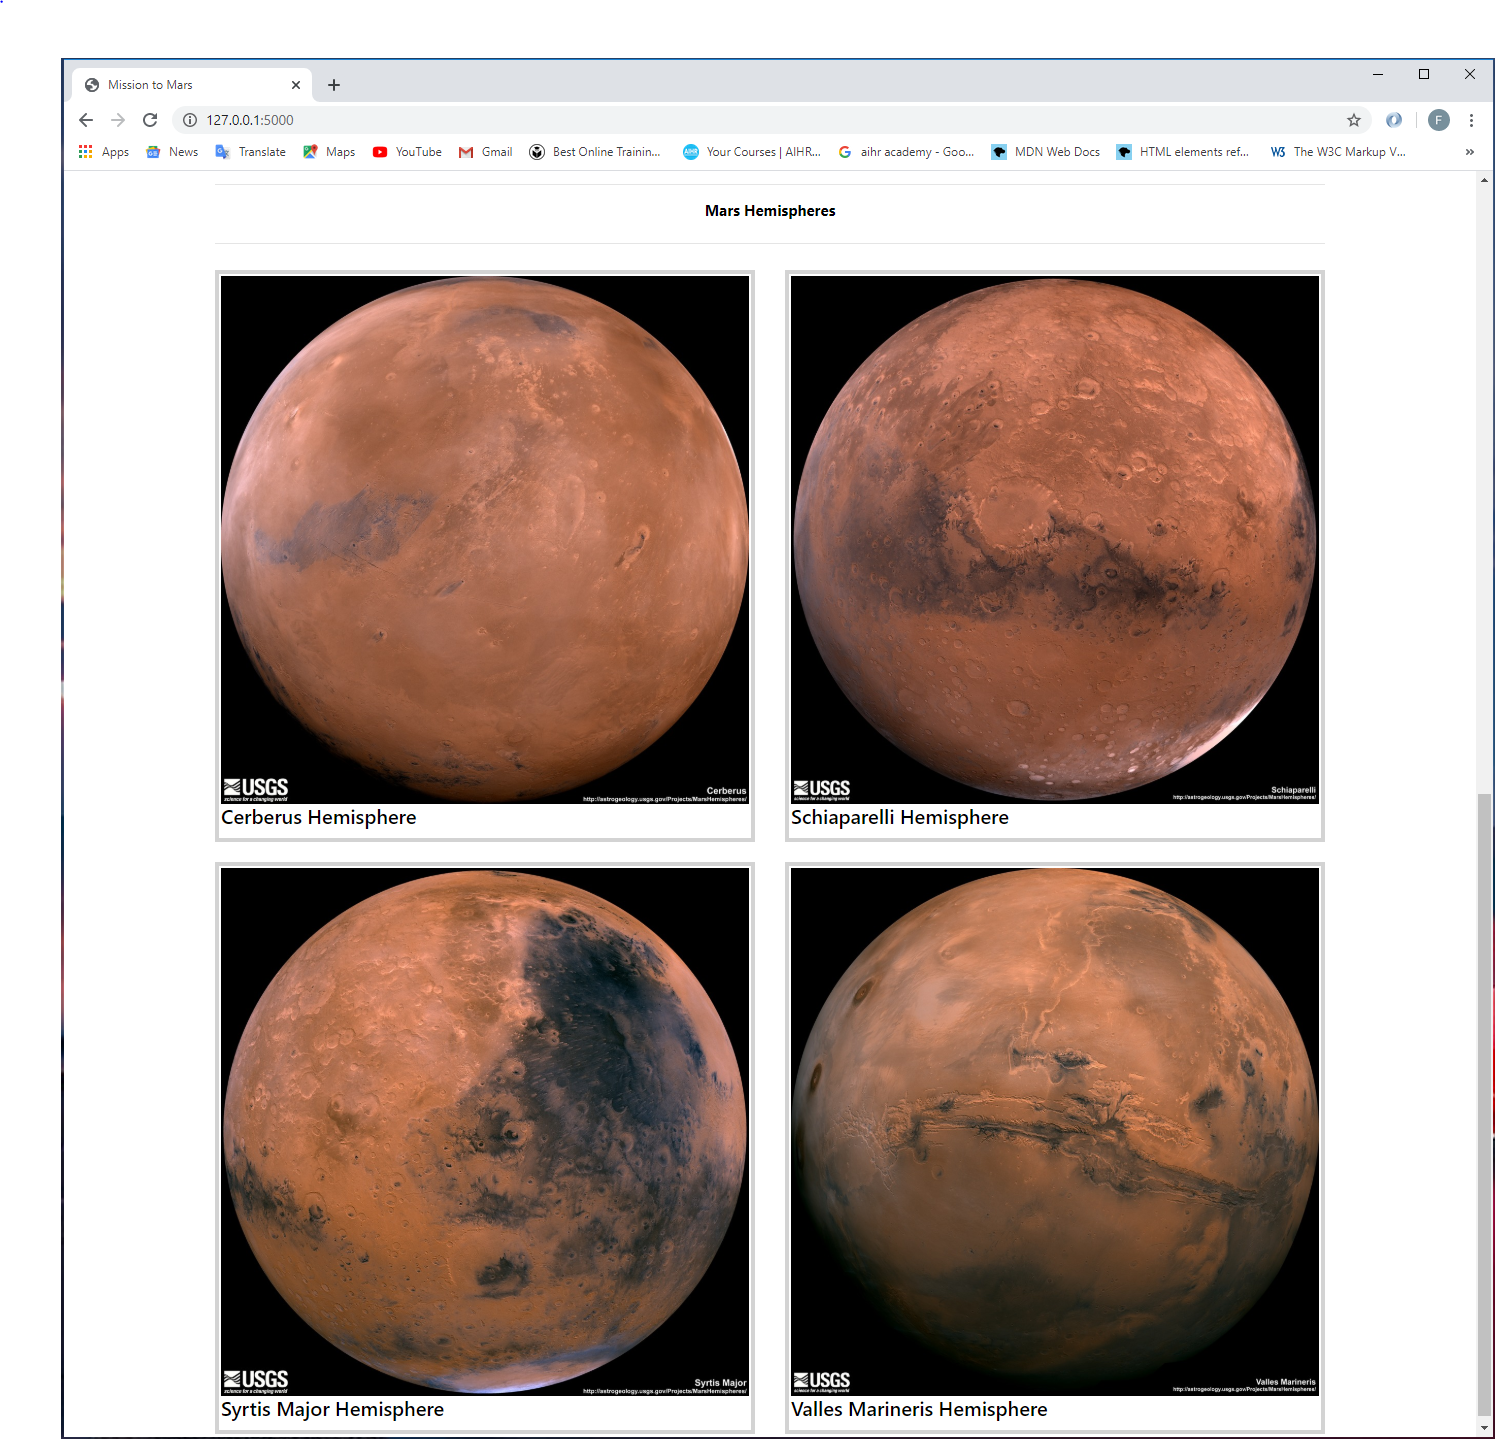 Mission to Mars
127.0.0.1:5000
F
Apps News Translate Maps YouTube Gmail Best Online Trainin... AIHR Your Courses | AIHR... aihr academy - Goo... MDN Web Docs HTML elements ref... W3 The W3C Markup V... »
Mars Hemispheres
USGS
science for a changing world
Cerberus
http://astrogeology.usgs.gov/Projects/MarsHemispheres/
Cerberus Hemisphere
USGS
science for a changing world
Schiaparelli
http://astrogeology.usgs.gov/Projects/MarsHemispheres/
Schiaparelli Hemisphere
USGS
science for a changing world
Syrtis Major
http://astrogeology.usgs.gov/Projects/MarsHemispheres/
Syrtis Major Hemisphere
USGS
science for a changing world
Valles Marineris
http://astrogeology.usgs.gov/Projects/MarsHemispheres/
Valles Marineris Hemisphere